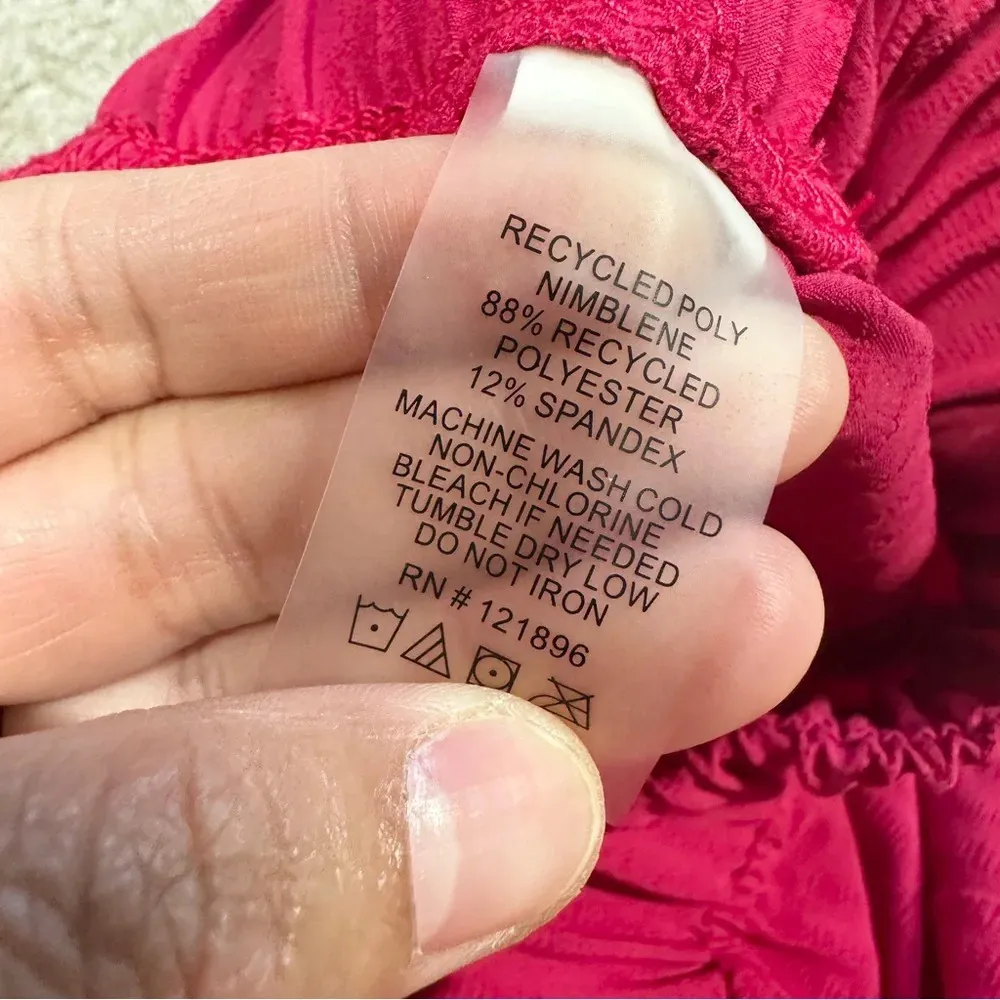 RECYCLED POLY
NIMBLENE
88% RECYCLED
POLYESTER
12% SPANDEX
MACHINE WASH COLD
NON-CHLORINE
BLEACH IF NEEDED
TUMBLE DRY LOW
DO NOT IRON
RN # 121896